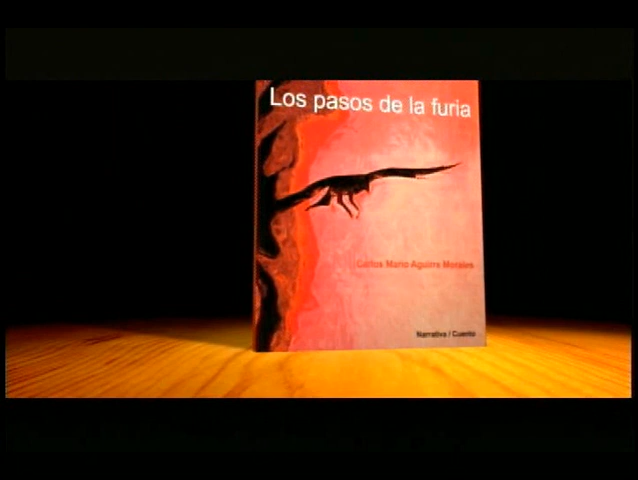 Los pasos de la furia
Carlos Mario Aguirre Morales
Narrativa / Cuento